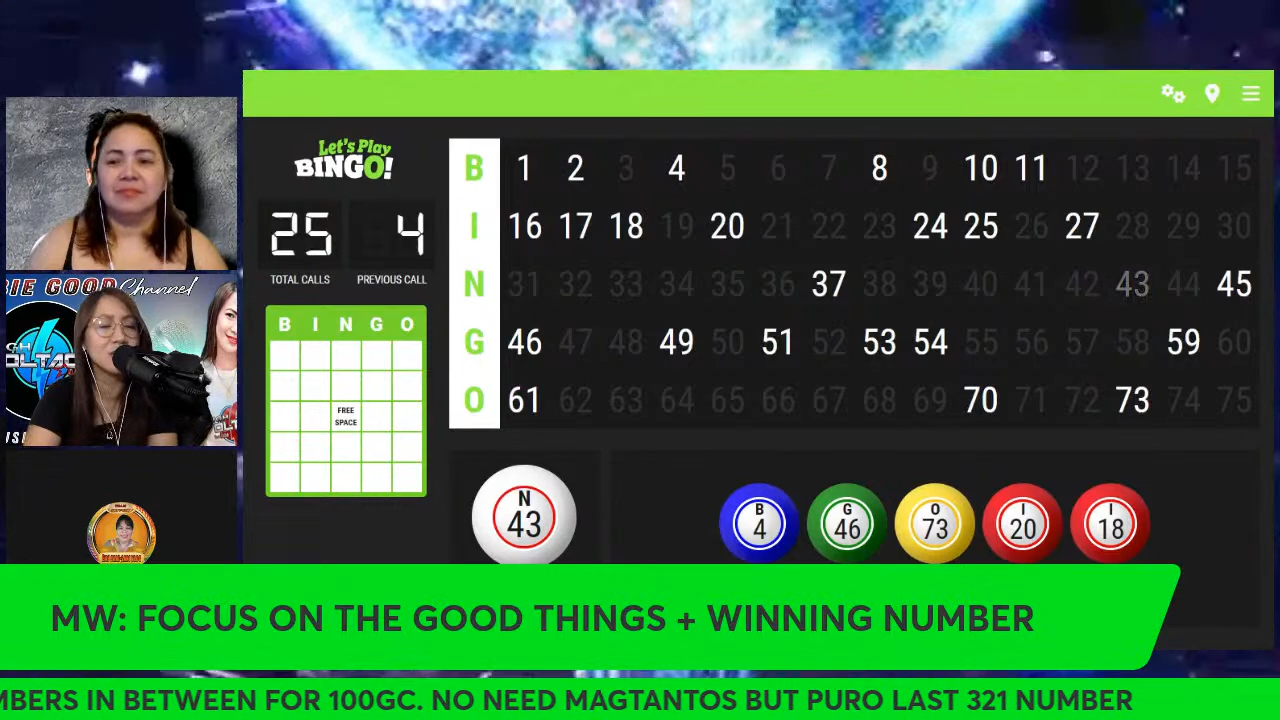 Let's Play
BINGO!
25 4
TOTAL CALLS PREVIOUS CALL
B I N G O
FREE
SPACE
B 1 2 3 4 5 6 7 8 9 10 11 12 13 14 15
I 16 17 18 19 20 21 22 23 24 25 26 27 28 29 30
N 31 32 33 34 35 36 37 38 39 40 41 42 43 44 45
G 46 47 48 49 50 51 52 53 54 55 56 57 58 59 60
O 61 62 63 64 65 66 67 68 69 70 71 72 73 74 75
N
43
B
4
G
46
O
73
I
20
I
18
GOOD Channel
MW: FOCUS ON THE GOOD THINGS + WINNING NUMBER
IN BETWEEN FOR 100GC. NO NEED MAGTANTOS BUT PURO LAST 321 NUMBER